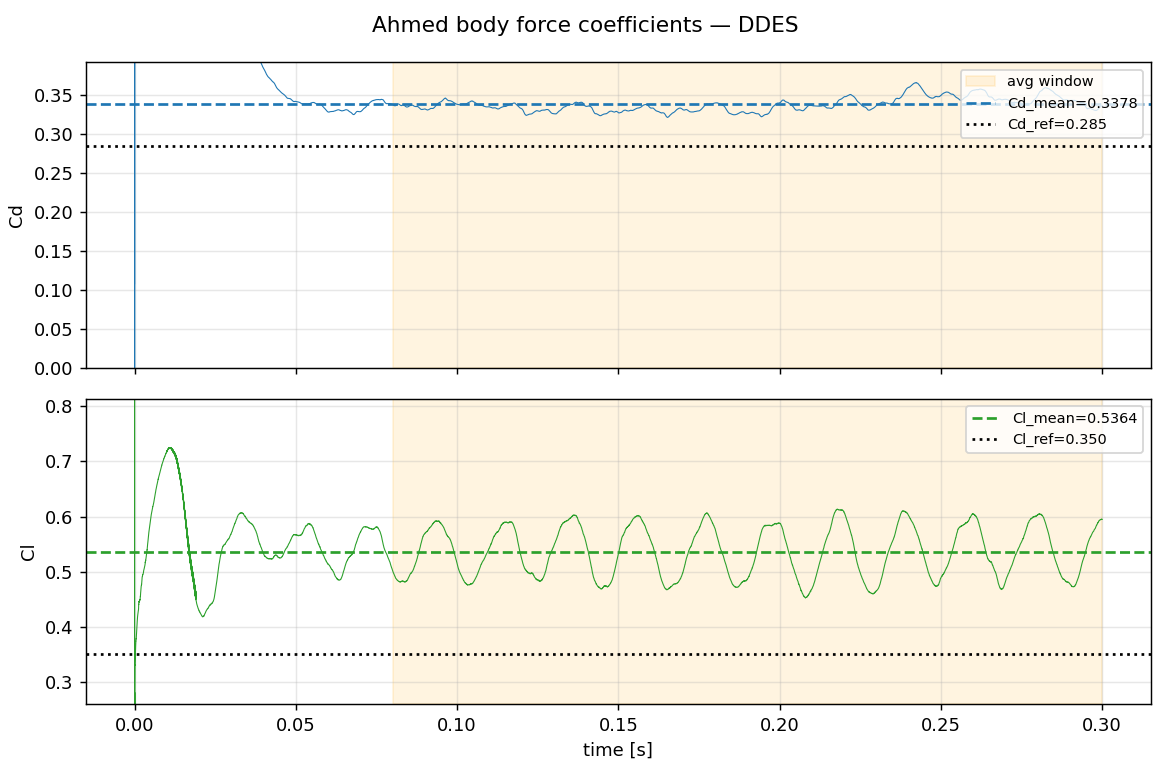 Ahmed body force coefficients — DDES
0.35
0.30
0.25
0.20
0.15
0.10
0.05
0.00
Cd
avg window
Cd_mean=0.3378
Cd_ref=0.285
0.8
0.7
0.6
0.5
0.4
0.3
Cl
Cl_mean=0.5364
Cl_ref=0.350
0.00 0.05 0.10 0.15 0.20 0.25 0.30
time [s]